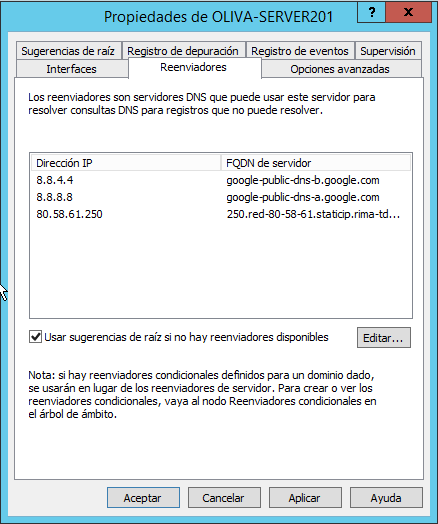 Propiedades de OLIVA-SERVER201
Sugerencias de raíz Registro de depuración Registro de eventos Supervisión
Interfaces Reenviadores Opciones avanzadas
Los reenviadores son servidores DNS que puede usar este servidor para
resolver consultas DNS para registros que no puede resolver.
Dirección IP FQDN de servidor
8.8.4.4 google-public-dns-b.google.com
8.8.8.8 google-public-dns-a.google.com
80.58.61.250 250.red-80-58-61.staticip.rima-td...
Usar sugerencias de raíz si no hay reenviadores disponibles Editar...
Nota: si hay reenviadores condicionales definidos para un dominio dado,
se usarán en lugar de los reenviadores de servidor. Para crear o ver los
reenviadores condicionales, vaya al nodo Reenviadores condicionales en
el árbol de ámbito.
Aceptar Cancelar Aplicar Ayuda